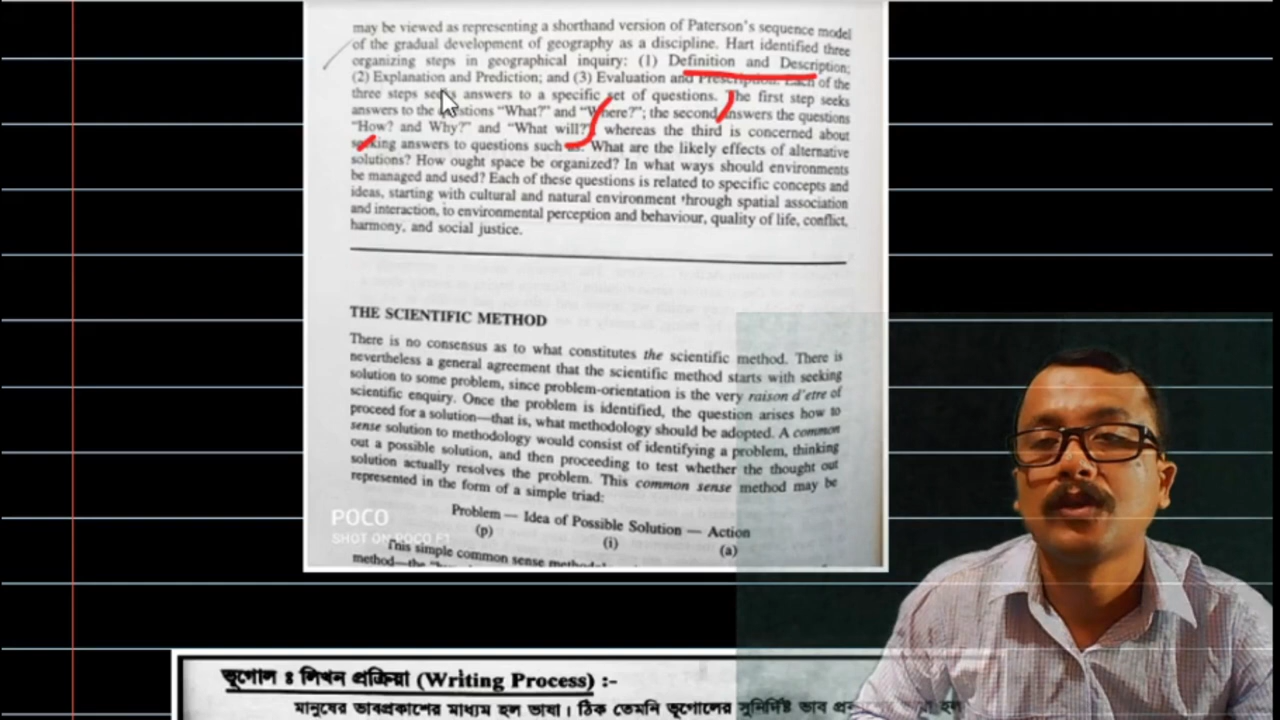 may be viewed as representing a shorthand version of Paterson's sequence model
of the gradual development of geography as a discipline. Hart identified three
organizing steps in geographical inquiry: (1) Definition and Description;
(2) Explanation and Prediction; and (3) Evaluation and Prescription. Each of the
three steps seeks answers to a specific set of questions. The first step seeks
answers to the questions "What?" and "Where?"; the second answers the questions
"How? and Why?" and "What will?", whereas the third is concerned about
seeking answers to questions such as: What are the likely effects of alternative
solutions? How ought space be organized? In what ways should environments
be managed and used? Each of these questions is related to specific concepts and
ideas, starting with cultural and natural environment through spatial association
and interaction, to environmental perception and behaviour, quality of life, conflict,
harmony, and social justice.
THE SCIENTIFIC METHOD
There is no consensus as to what constitutes the scientific method. There is
nevertheless a general agreement that the scientific method starts with seeking
solution to some problem, since problem-orientation is the very raison d'etre of
scientific enquiry. Once the problem is identified, the question arises how to
proceed for a solution—that is, what methodology should be adopted. A common
sense solution to methodology would consist of identifying a problem, thinking
out a possible solution, and then proceeding to test whether the thought out
solution actually resolves the problem. This common sense method may be
represented in the form of a simple triad:
Problem — Idea of Possible Solution — Action
(p) (i) (a)
This simple common sense
method—the
POCO
SHOT ON POCO F1
ভূগোল ঃ লিখন প্রক্রিয়া (Writing Process) :-
মানুষের ভাবপ্রকাশের মাধ্যম হল ভাষা। ঠিক তেমনি ভূগোলের সুনির্দিষ্ট ভাব